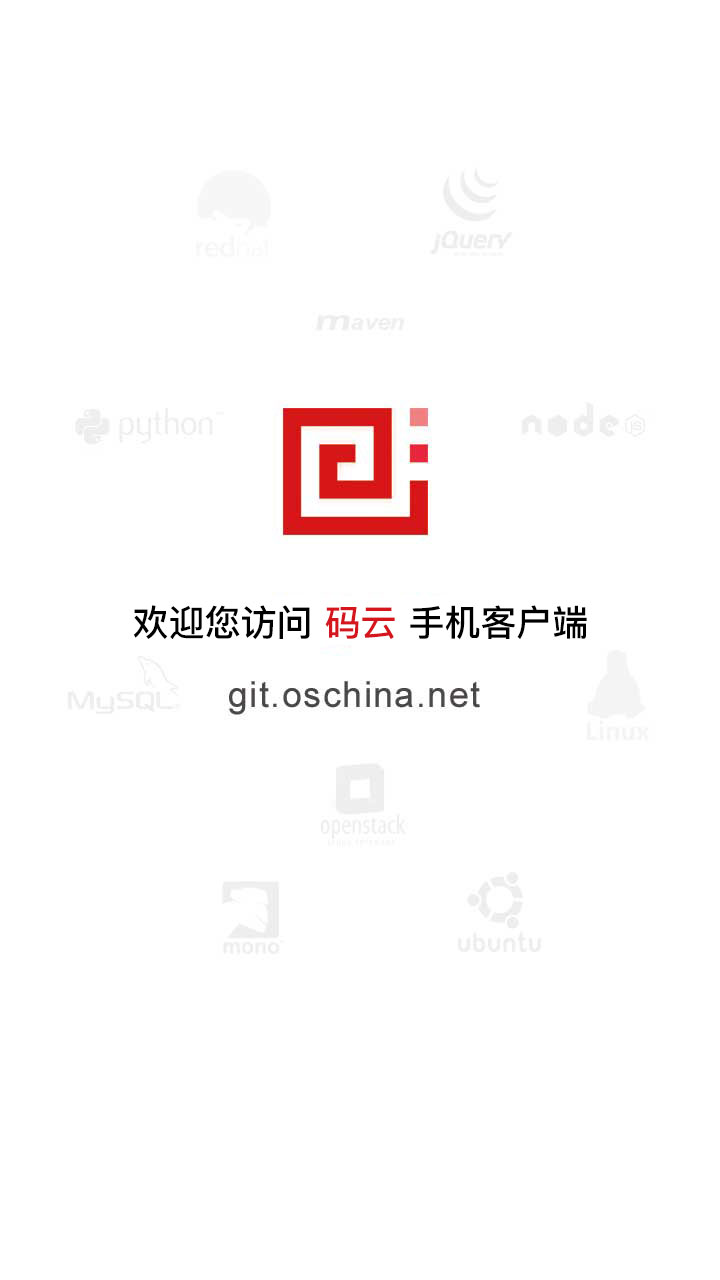 redhat
jQuery
maven
python
node
JS
欢迎您访问 码云 手机客户端
git.oschina.net
MySQL
Linux
openstack
mono
ubuntu